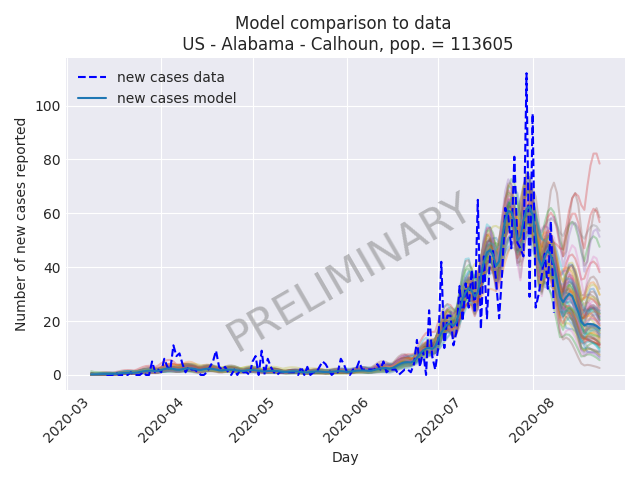 Model comparison to data
US - Alabama - Calhoun, pop. = 113605
new cases data
new cases model
Number of new cases reported
100
80
60
40
20
0
PRELIMINARY
2020-03
2020-04
2020-05
2020-06
2020-07
2020-08
Day